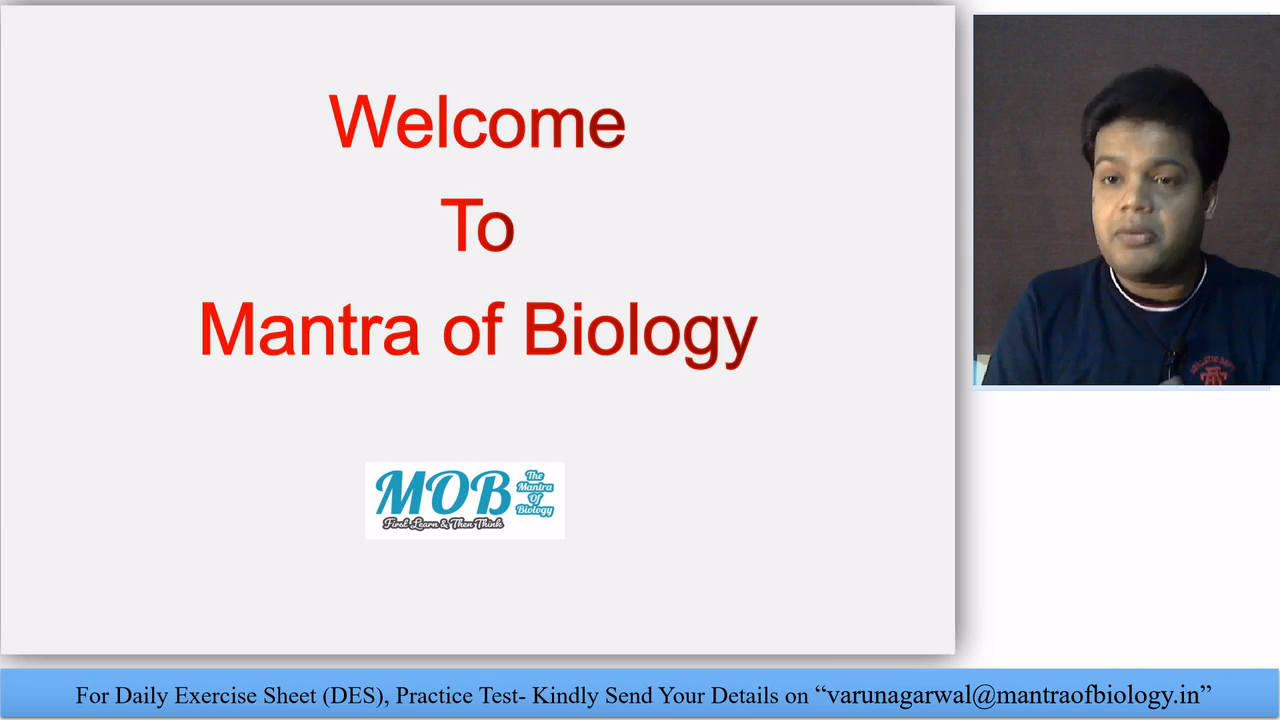 Welcome
To
Mantra of Biology
MOB
The
Mantra
Of
Biology
First Learn & Then Think
For Daily Exercise Sheet (DES), Practice Test- Kindly Send Your Details on “varunagarwal@mantraofbiology.in”